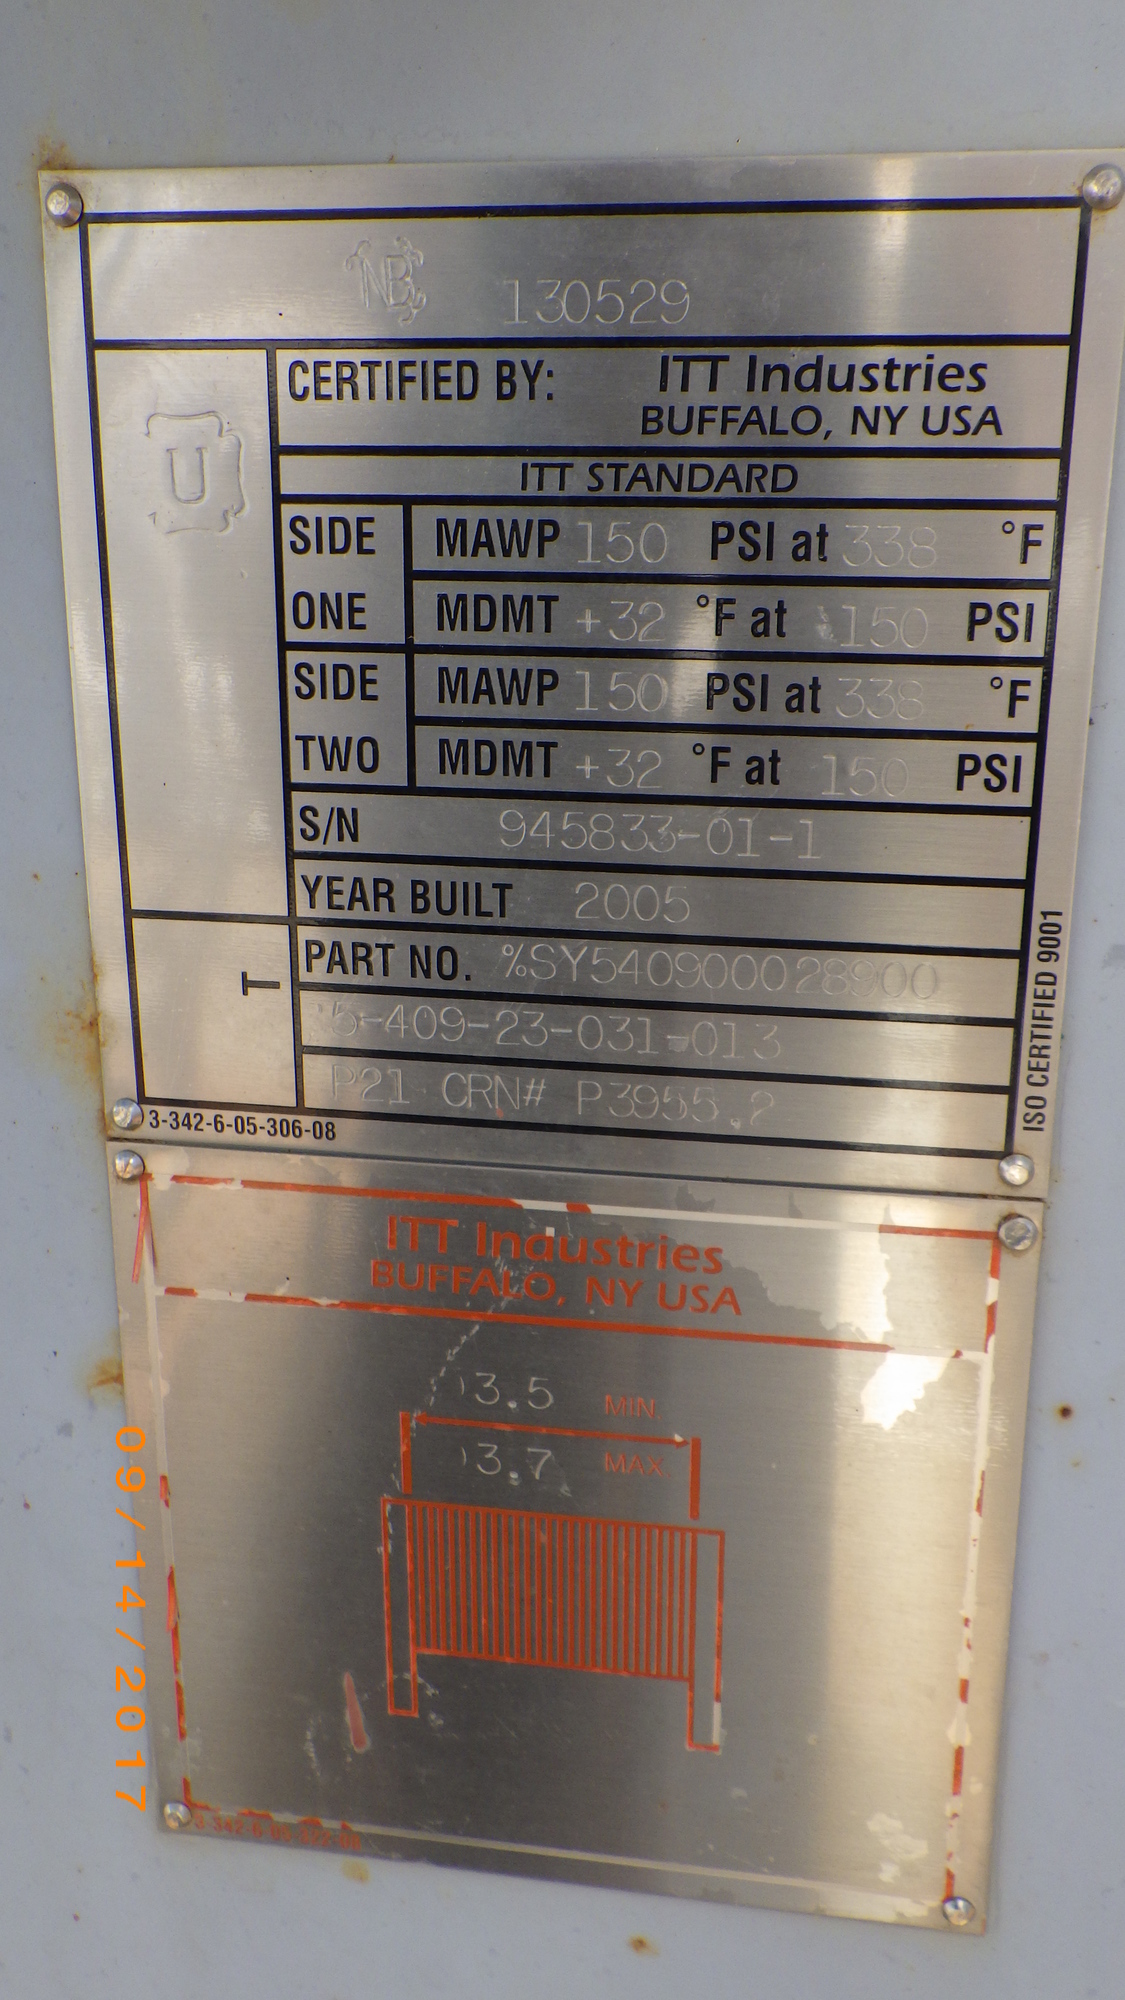 NB 130529
CERTIFIED BY: ITT Industries
BUFFALO, NY USA
U
ITT STANDARD
SIDE ONE
MAWP 150 PSI at 338 °F
MDMT +32 °F at 150 PSI
SIDE TWO
MAWP 150 PSI at 338 °F
MDMT +32 °F at 150 PSI
S/N 945833-01-1
YEAR BUILT 2005
PART NO. %SY540900028900
T
5-409-23-031-013
P21 CRN# P3955.2
3-342-6-05-306-08
ISO CERTIFIED 9001
ITT Industries
BUFFALO, NY USA
13.5 MIN.
13.7 MAX.
09/14/2017